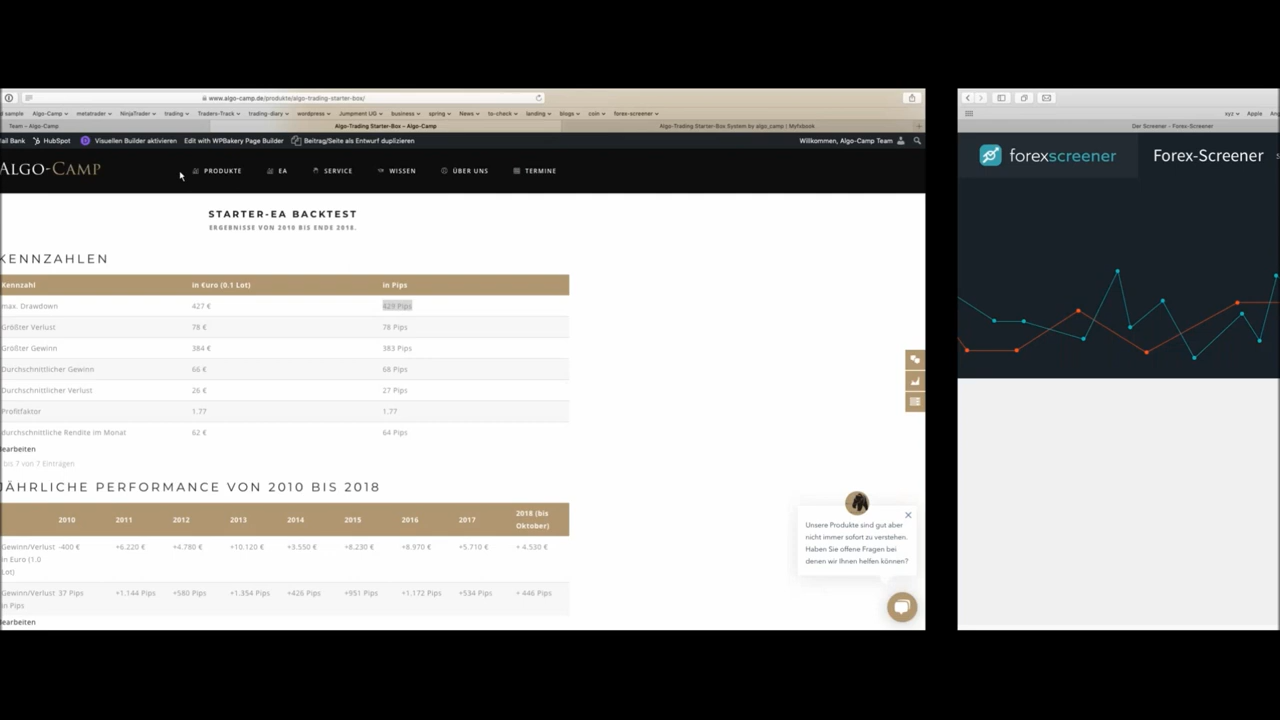 www.algo-camp.de/produkte/algo-trading-starter-box/
d sample Algo-Camp metatrader NinjaTrader trading Traders-Track trading-diary wordpress Jumpment UG business spring News to-check landing blogs coin forex-screener
xyz Apple
Team – Algo-Camp
Algo-Trading Starter-Box – Algo-Camp
Algo-Trading Starter-Box System by algo_camp | Myfxbook
Der Screener - Forex-Screener
ail Bank HubSpot Visuellen Builder aktivieren Edit with WPBakery Page Builder Beitrag/Seite als Entwurf duplizieren
Willkommen, Algo-Camp Team
ALGO-CAMP
PRODUKTE EA SERVICE WISSEN ÜBER UNS TERMINE
forexscreener
Forex-Screener
STARTER-EA BACKTEST
ERGEBNISSE VON 2010 BIS ENDE 2018.
KENNZAHLEN
Kennzahl in €uro (0.1 Lot) in Pips
max. Drawdown 427 € 429 Pips
Größter Verlust 78 € 78 Pips
Größter Gewinn 384 € 383 Pips
Durchschnittlicher Gewinn 66 € 68 Pips
Durchschnittlicher Verlust 26 € 27 Pips
Profitfaktor 1.77 1.77
durchschnittliche Rendite im Monat 62 € 64 Pips
Bearbeiten
bis 7 von 7 Einträgen
JÄHRLICHE PERFORMANCE VON 2010 BIS 2018
2010 2011 2012 2013 2014 2015 2016 2017 2018 (bis
Oktober)
Gewinn/Verlust -400 € +6.220 € +4.780 € +10.120 € +3.550 € +8.230 € +8.970 € +5.710 € + 4.530 €
in Euro (1.0
Lot)
Gewinn/Verlust 37 Pips +1.144 Pips +580 Pips +1.354 Pips +426 Pips +951 Pips +1.172 Pips +534 Pips + 446 Pips
in Pips
Bearbeiten
Unsere Produkte sind gut aber
nicht immer sofort zu verstehen.
Haben Sie offene Fragen bei
denen wir Ihnen helfen können?